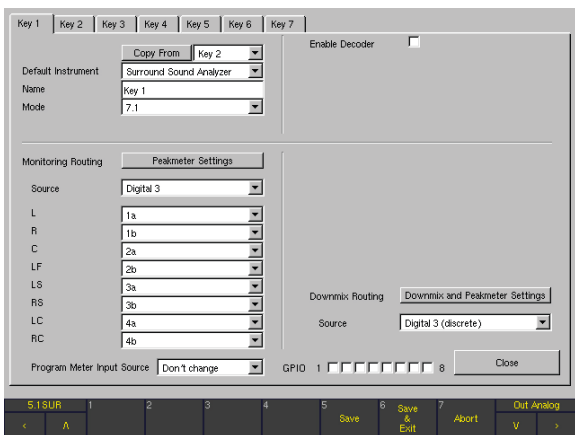 Key 1 Key 2 Key 3 Key 4 Key 5 Key 6 Key 7
Copy From Key 2
Enable Decoder
Default Instrument Surround Sound Analyzer
Name Key 1
Mode 7.1
Monitoring Routing Peakmeter Settings
Source Digital 3
L 1a
R 1b
C 2a
LF 2b
LS 3a
RS 3b
LC 4a
RC 4b
Downmix Routing Downmix and Peakmeter Settings
Source Digital 3 (discrete)
Program Meter Input Source Don't change
GPIO 1 8
Close
5.1SUR 1 2 3 4 5 6 7 Out Analog
< Λ Save Save & Exit Abort V >